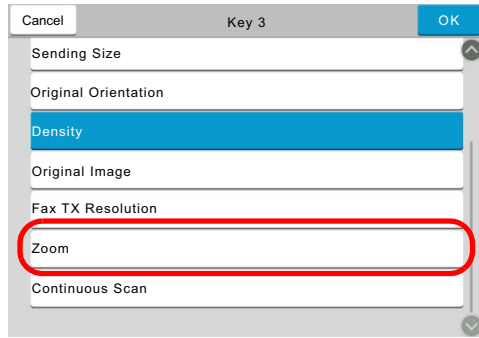 Cancel
Key 3
OK
Sending Size
Original Orientation
Density
Original Image
Fax TX Resolution
Zoom
Continuous Scan